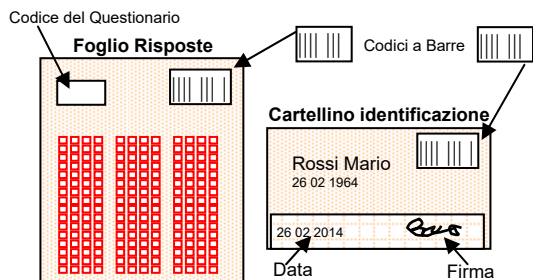 Codice del Questionario
Foglio Risposte
Codici a Barre
Cartellino identificazione
Rossi Mario
26 02 1964
26 02 2014
Data
Firma